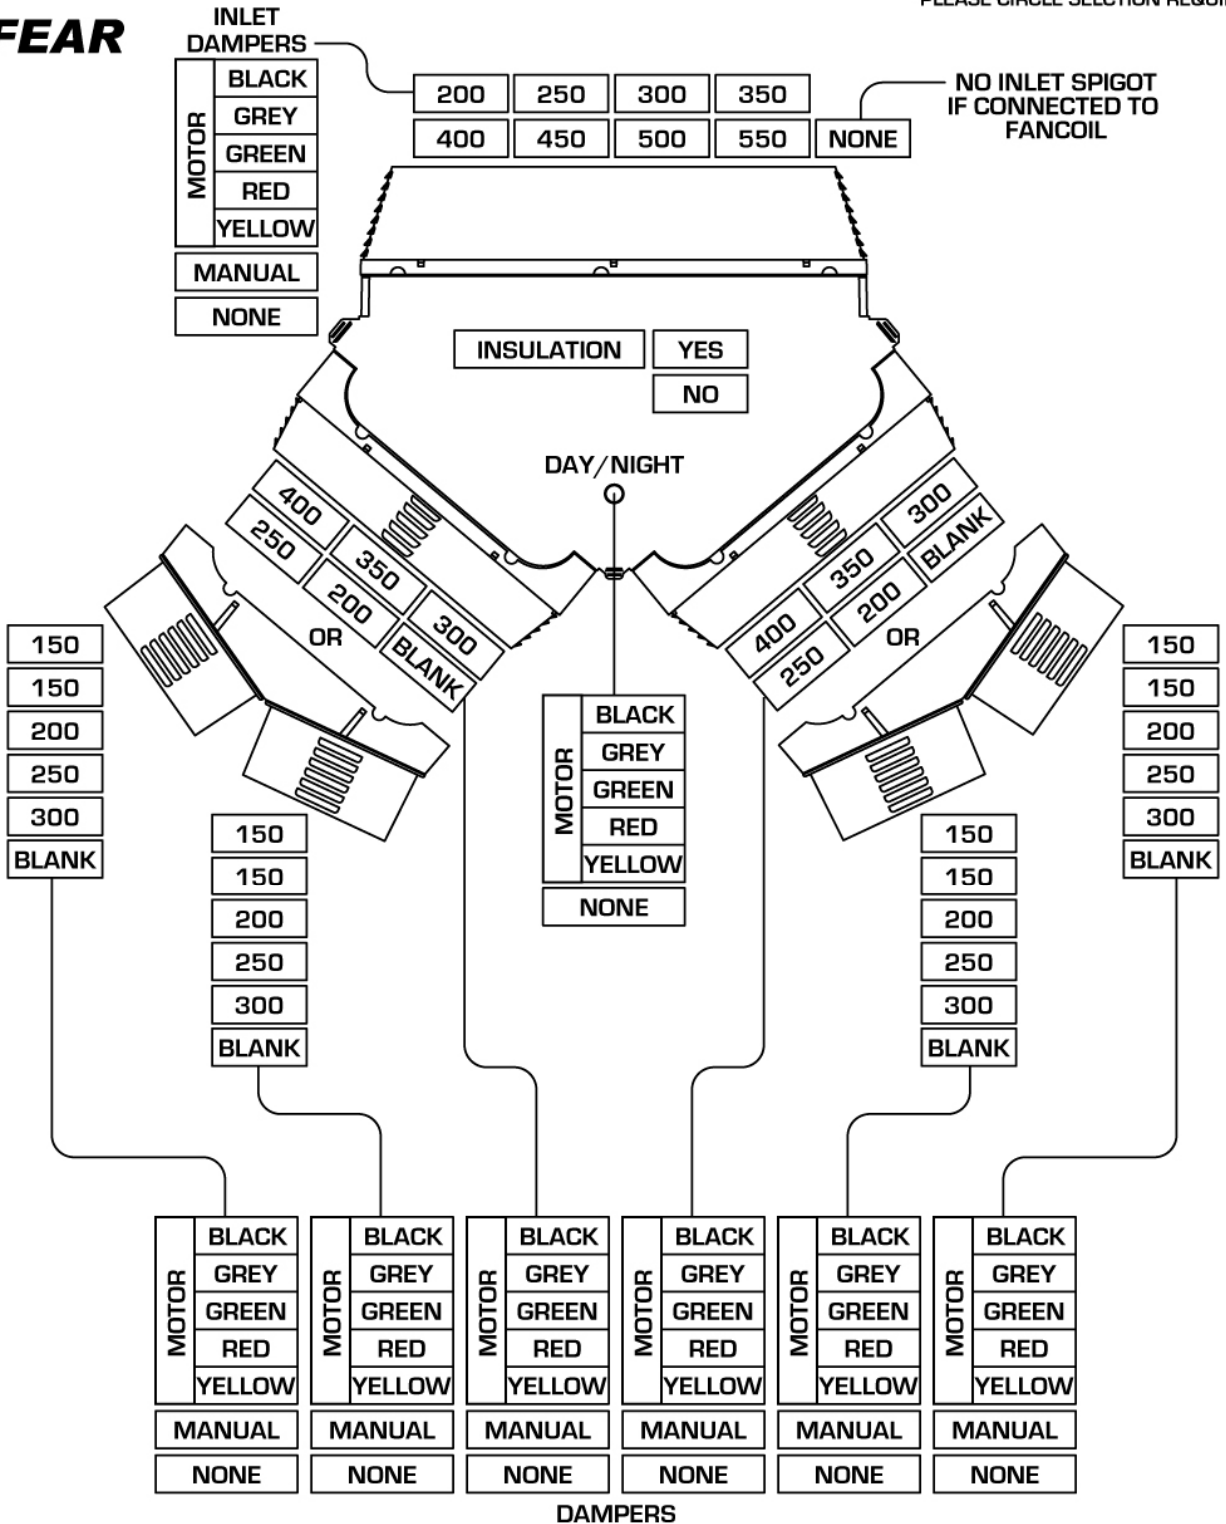 FEAR
PLEASE CIRCLE SELCTION REQUI
INLET
DAMPERS
MOTOR
BLACK
GREY
GREEN
RED
YELLOW
MANUAL
NONE
200 250 300 350
400 450 500 550 NONE
NO INLET SPIGOT
IF CONNECTED TO
FANCOIL
INSULATION YES
NO
DAY/NIGHT
400 350 300
250 200 BLANK
OR
400 350 300
250 200 BLANK
OR
150
150
200
250
300
BLANK
150
150
200
250
300
BLANK
MOTOR
BLACK
GREY
GREEN
RED
YELLOW
NONE
150
150
200
250
300
BLANK
150
150
200
250
300
BLANK
MOTOR
BLACK
GREY
GREEN
RED
YELLOW
MANUAL
NONE
MOTOR
BLACK
GREY
GREEN
RED
YELLOW
MANUAL
NONE
MOTOR
BLACK
GREY
GREEN
RED
YELLOW
MANUAL
NONE
MOTOR
BLACK
GREY
GREEN
RED
YELLOW
MANUAL
NONE
MOTOR
BLACK
GREY
GREEN
RED
YELLOW
MANUAL
NONE
MOTOR
BLACK
GREY
GREEN
RED
YELLOW
MANUAL
NONE
DAMPERS